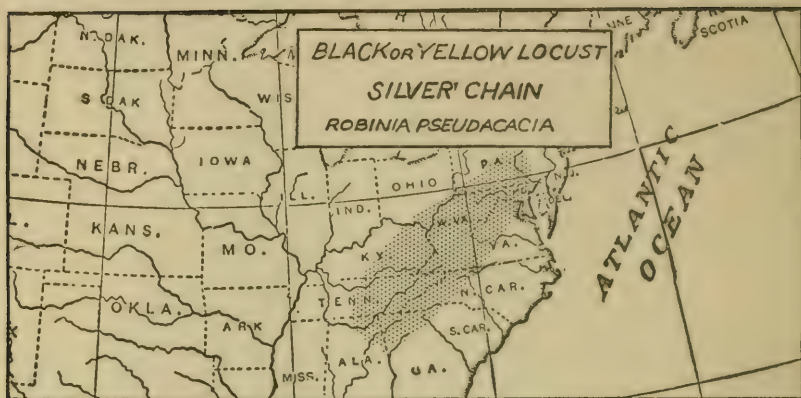 BLACK OR YELLOW LOCUST
SILVER CHAIN
ROBINIA PSEUDACACIA
N. DAK.
MINN.
SCOTIA
S DAK
WIS
NEBR.
IOWA
ILL.
IND.
OHIO
PA.
N.J.
DEL.
W.VA.
VA.
KANS.
MO.
KY.
ATLANTIC
OCEAN
TENN
N. CAR.
OKLA.
ARK
S. CAR.
MISS.
ALA.
GA.